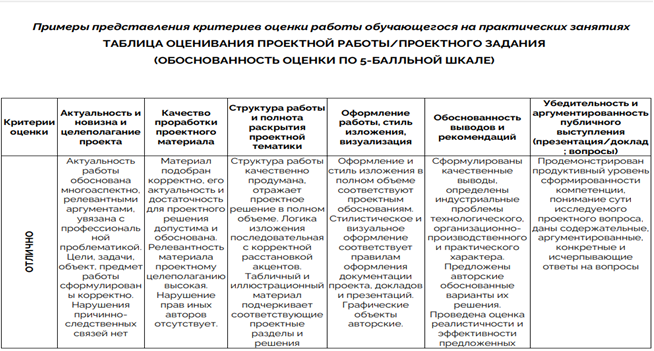 Примеры представления критериев оценки работы обучающегося на практических занятиях
ТАБЛИЦА ОЦЕНИВАНИЯ ПРОЕКТНОЙ РАБОТЫ/ПРОЕКТНОГО ЗАДАНИЯ
(ОБОСНОВАННОСТЬ ОЦЕНКИ ПО 5-БАЛЛЬНОЙ ШКАЛЕ)
Критерии
оценки
Актуальность и
новизна и
целеполагание
проекта
Качество
проработки
проектного
материала
Структура работы
и полнота
раскрытия
проектной
тематики
Оформление
работы, стиль
изложения,
визуализация
Обоснованность
выводов и
рекомендаций
Убедительность и
аргументированность
публичного
выступления
(презентация/доклад
; вопросы)
ОТЛИЧНО
Актуальность
работы
обоснована
многоаспектно,
релевантными
аргументами,
увязана с
профессиональ
ной
проблематикой.
Цели, задачи,
объект, предмет
работы
сформулирован
ы корректно.
Нарушения
причинно-
следственных
связей нет
Материал
подобран
корректно, его
актуальность и
достаточность
для проектного
решения
допустима и
обоснована.
Релевантность
материала
проектному
целеполаганию
высокая.
Нарушение
прав иных
авторов
отсутствует.
Структура работы
качественно
продумана,
отражает
проектное
решение в полном
объеме. Логика
изложения
последовательная
с корректной
расстановкой
акцентов.
Табличный и
иллюстрационный
материал
подчеркивает
соответствующие
проектные
разделы и
решения
Оформление и
стиль изложения в
полном объеме
соответствуют
проектным
обоснованиям.
Стилистическое и
визуальное
оформление
соответствует
правилам
оформления
документации
проекта, докладов
и презентаций.
Графические
объекты
авторские.
Сформулированы
качественные
выводы,
определены
индустриальные
проблемы
технологического,
организационно-
производственного
и практического
характера.
Предложены
авторские
обоснованные
варианты их
решения.
Проведена оценка
реалистичности и
эффективности
предложенных
Продемонстрирован
продуктивный уровень
сформированности
компетенции,
понимание сути
исследуемого
проектного вопроса,
даны содержательные,
аргументированные,
конкретные и
исчерпывающие
ответы на вопросы